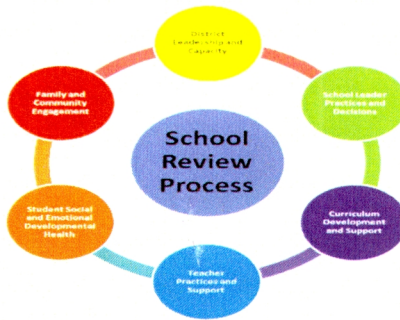 District
Leadership and
Capacity
School Leader
Practices and
Decisions
Curriculum
Development
and Support
Teacher
Practices and
Support
Student Social
and Emotional
Developmental
Health
Family and
Community
Engagement
School
Review
Process